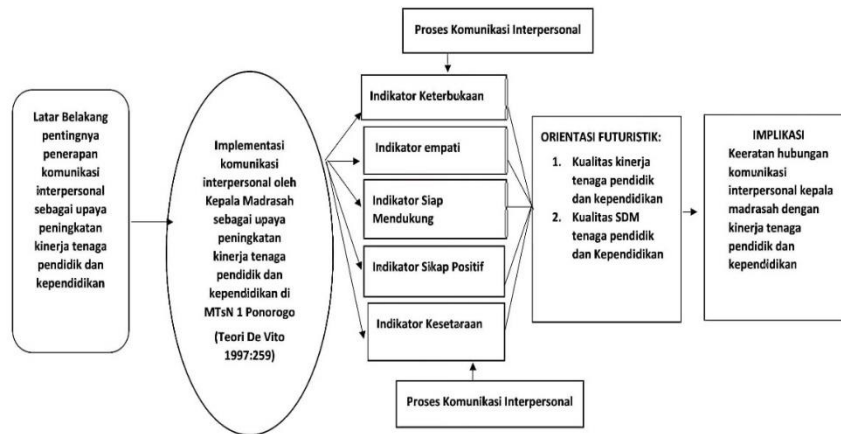 Proses Komunikasi Interpersonal
Latar Belakang
pentingnya
penerapan
komunikasi
interpersonal
sebagai upaya
peningkatan
kinerja tenaga
pendidik dan
kependidikan
Implementasi
komunikasi
interpersonal oleh
Kepala Madrasah
sebagai upaya
peningkatan
kinerja tenaga
pendidik dan
kependidikan di
MTsN 1 Ponorogo
(Teori De Vito
1997:259)
Indikator Keterbukaan
Indikator empati
Indikator Siap
Mendukung
Indikator Sikap Positif
Indikator Kesetaraan
ORIENTASI FUTURISTIK:
1. Kualitas kinerja
tenaga pendidik
dan kependidikan
2. Kualitas SDM
tenaga pendidik
dan Kependidikan
IMPLIKASI
Keeratan hubungan
komunikasi
interpersonal kepala
madrasah dengan
kinerja tenaga
pendidik dan
kependidikan
Proses Komunikasi Interpersonal